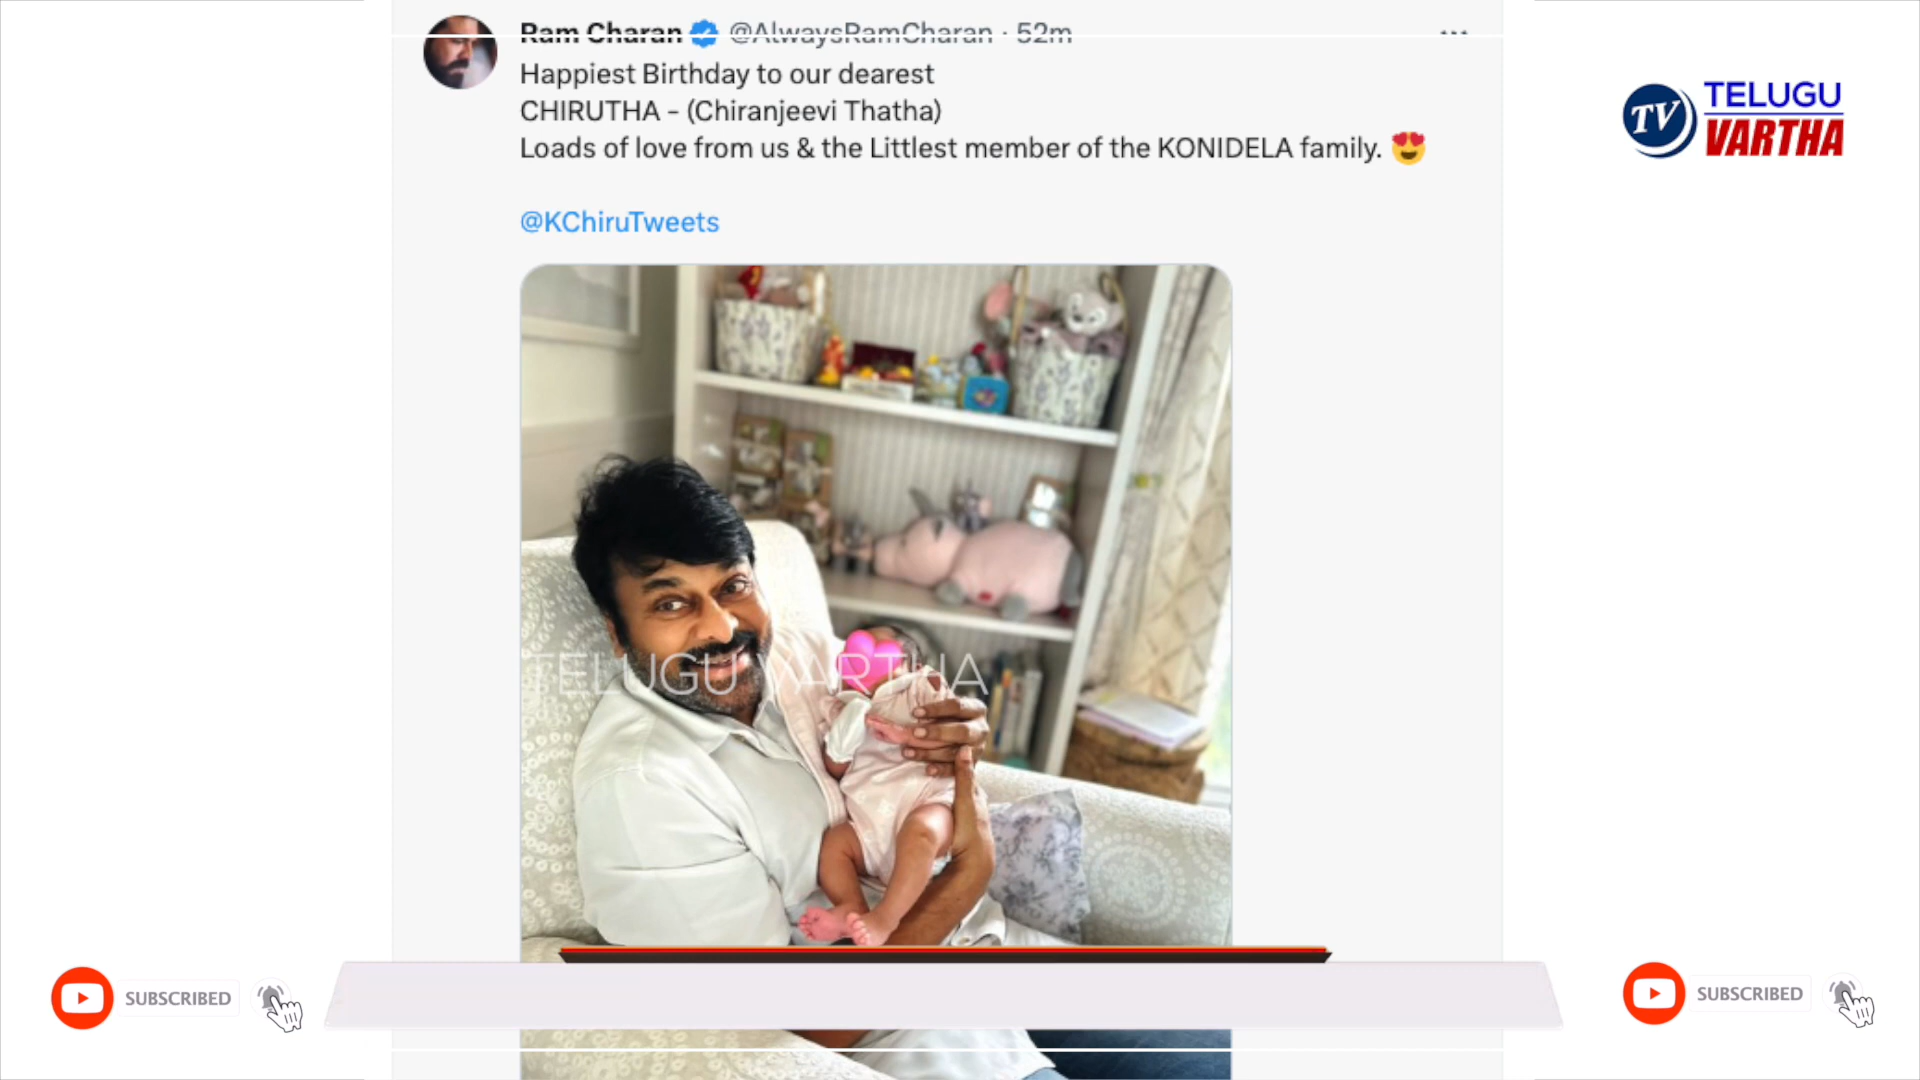 Ram Charan @AlwaysRamCharan · 52m
Happiest Birthday to our dearest
CHIRUTHA - (Chiranjeevi Thatha)
Loads of love from us & the Littlest member of the KONIDELA family. 😍
@KChiruTweets
TV TELUGU
VARTHA
TELUGU VARTHA
SUBSCRIBED
SUBSCRIBED